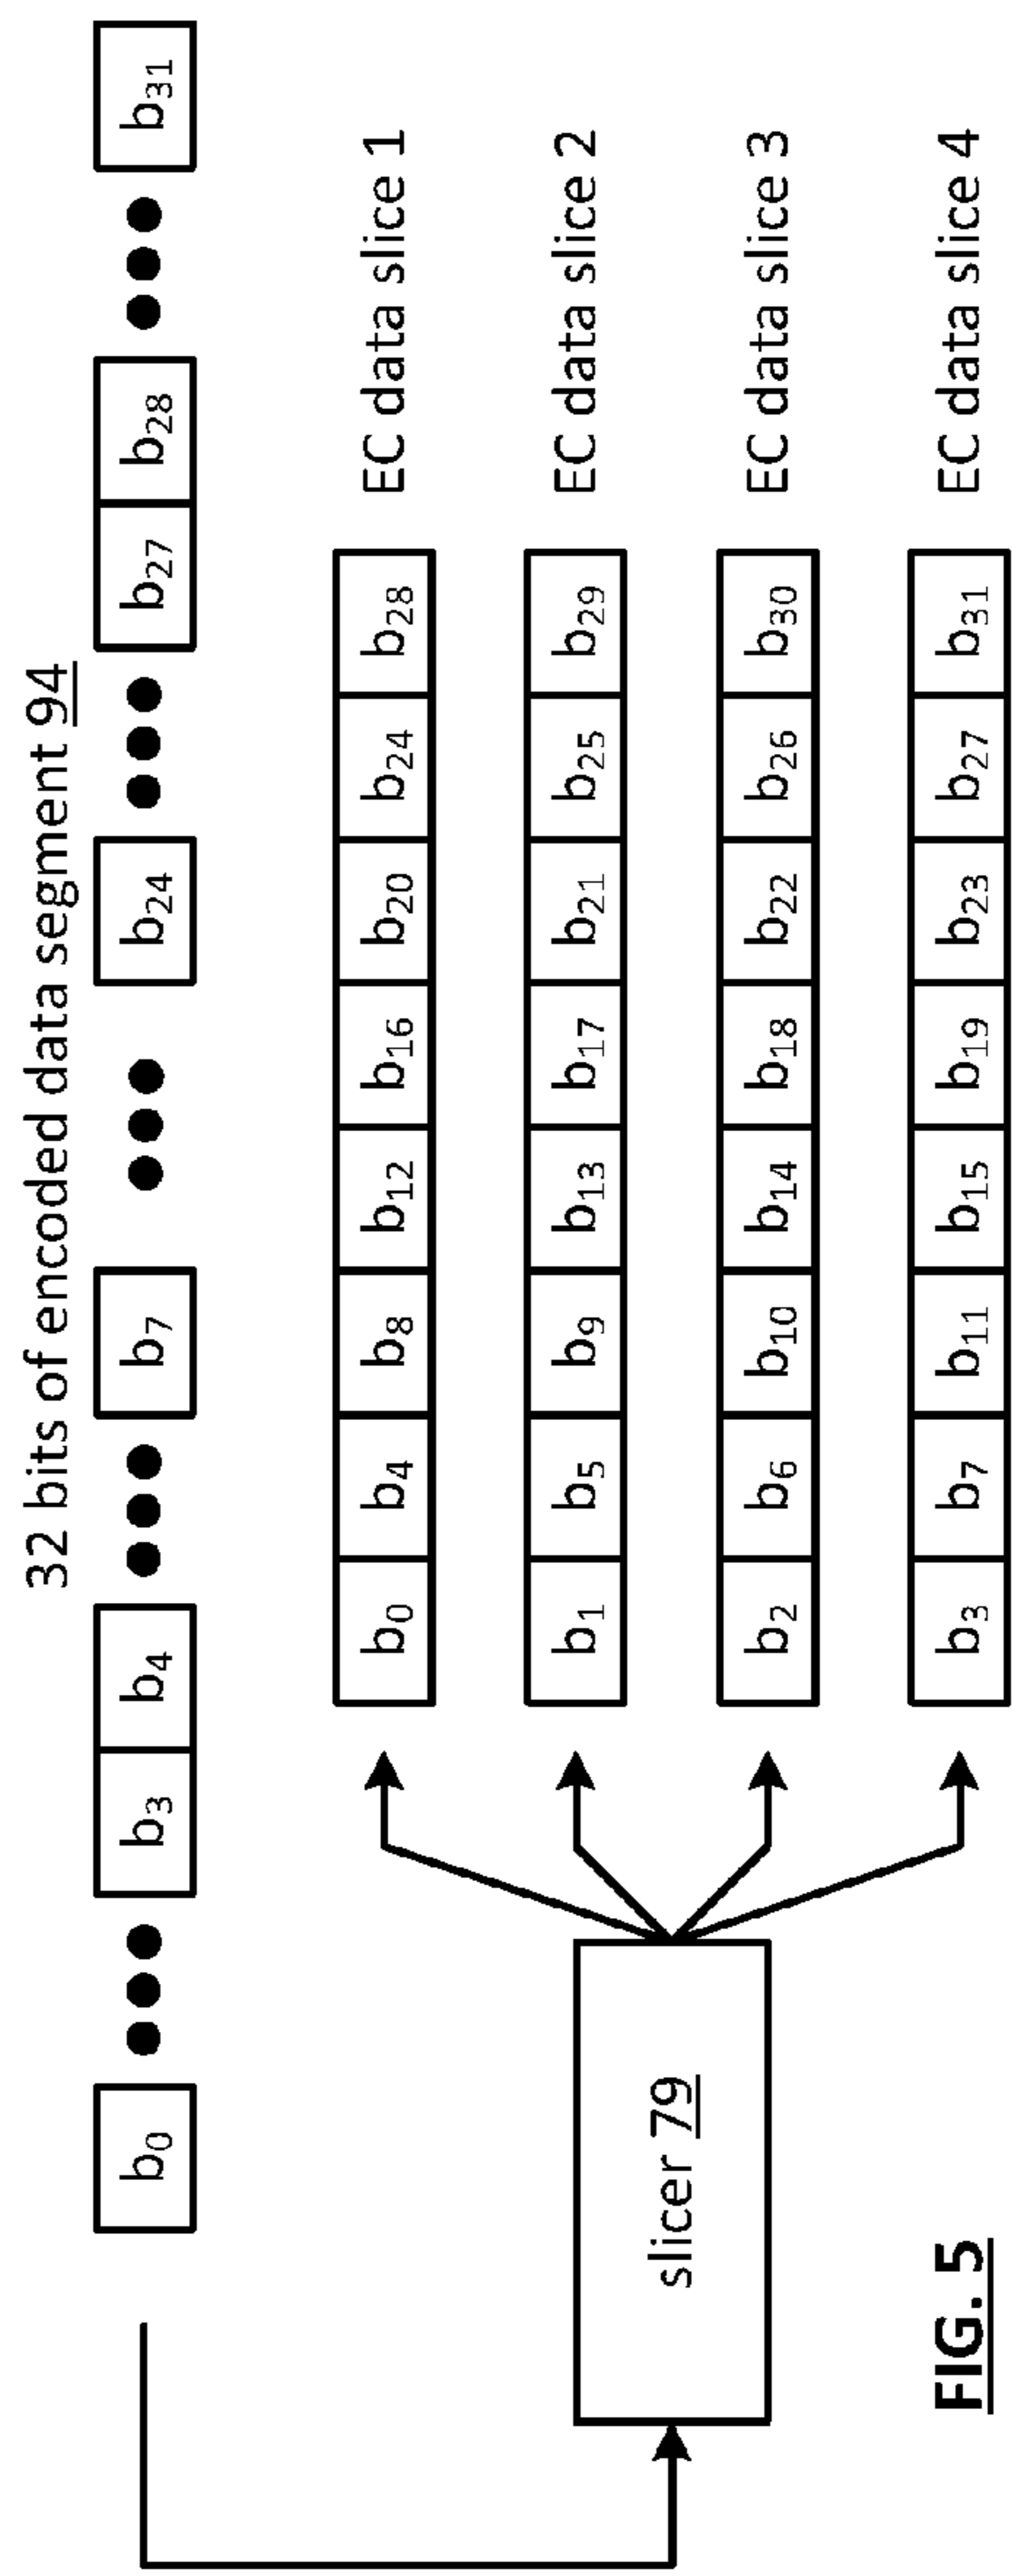 32 bits of encoded data segment 94
b0 ••• b3 b4 ••• b7 ••• b24 ••• b27 b28 ••• b31
b0 b4 b8 b12 b16 b20 b24 b28 EC data slice 1
b1 b5 b9 b13 b17 b21 b25 b29 EC data slice 2
slicer 79
b2 b6 b10 b14 b18 b22 b26 b30 EC data slice 3
b3 b7 b11 b15 b19 b23 b27 b31 EC data slice 4
FIG. 5